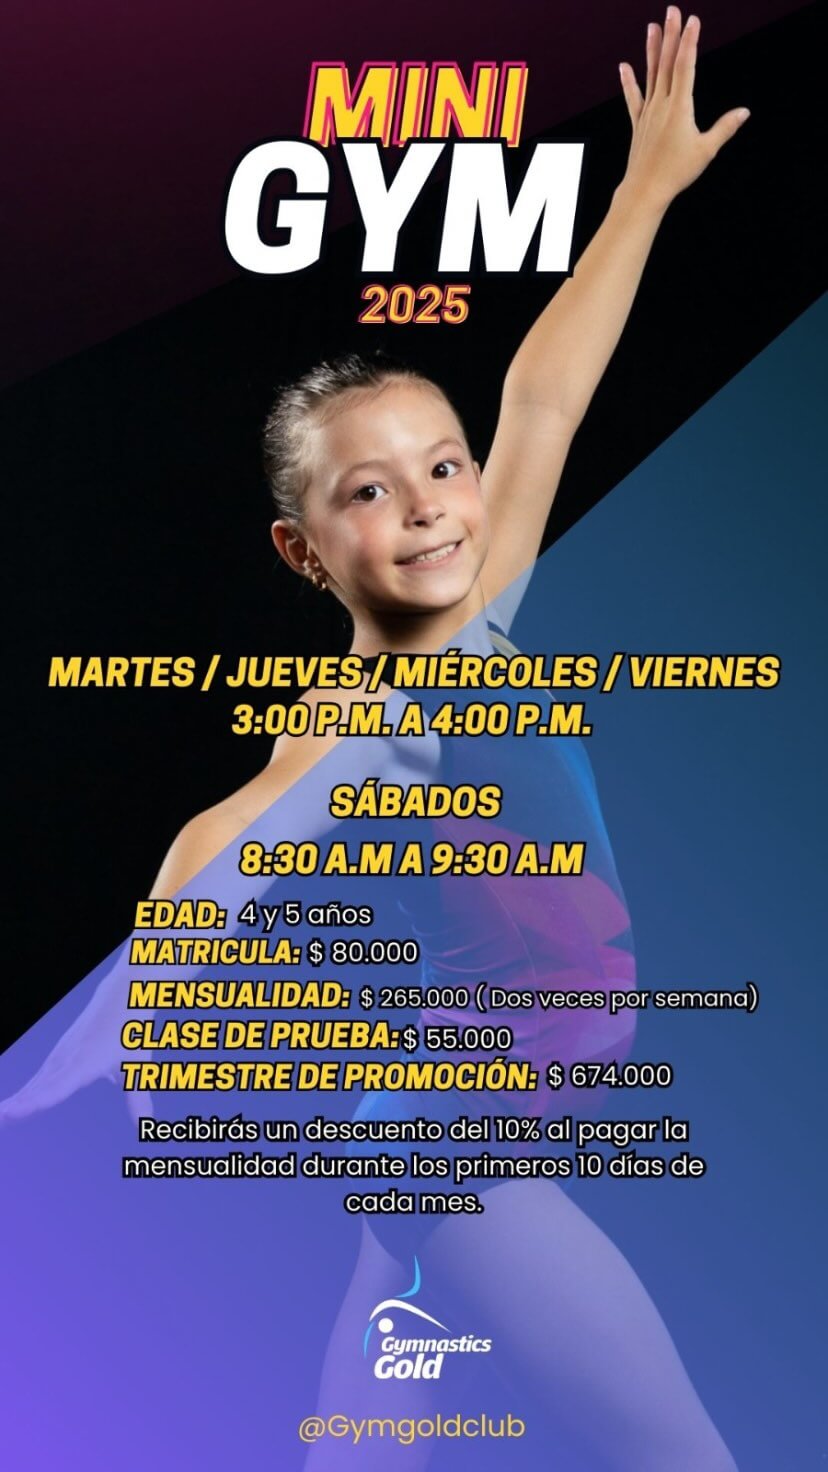 MINI
GYM
2025
MARTES / JUEVES / MIÉRCOLES / VIERNES
3:00 P.M. A 4:00 P.M.
SÁBADOS
8:30 A.M A 9:30 A.M
EDAD: 4 y 5 años
MATRICULA: $ 80.000
MENSUALIDAD: $ 265.000 ( Dos veces por semana)
CLASE DE PRUEBA: $ 55.000
TRIMESTRE DE PROMOCIÓN: $ 674.000
Recibirás un descuento del 10% al pagar la
mensualidad durante los primeros 10 días de
cada mes.
Gymnastics
Gold
@Gymgoldclub